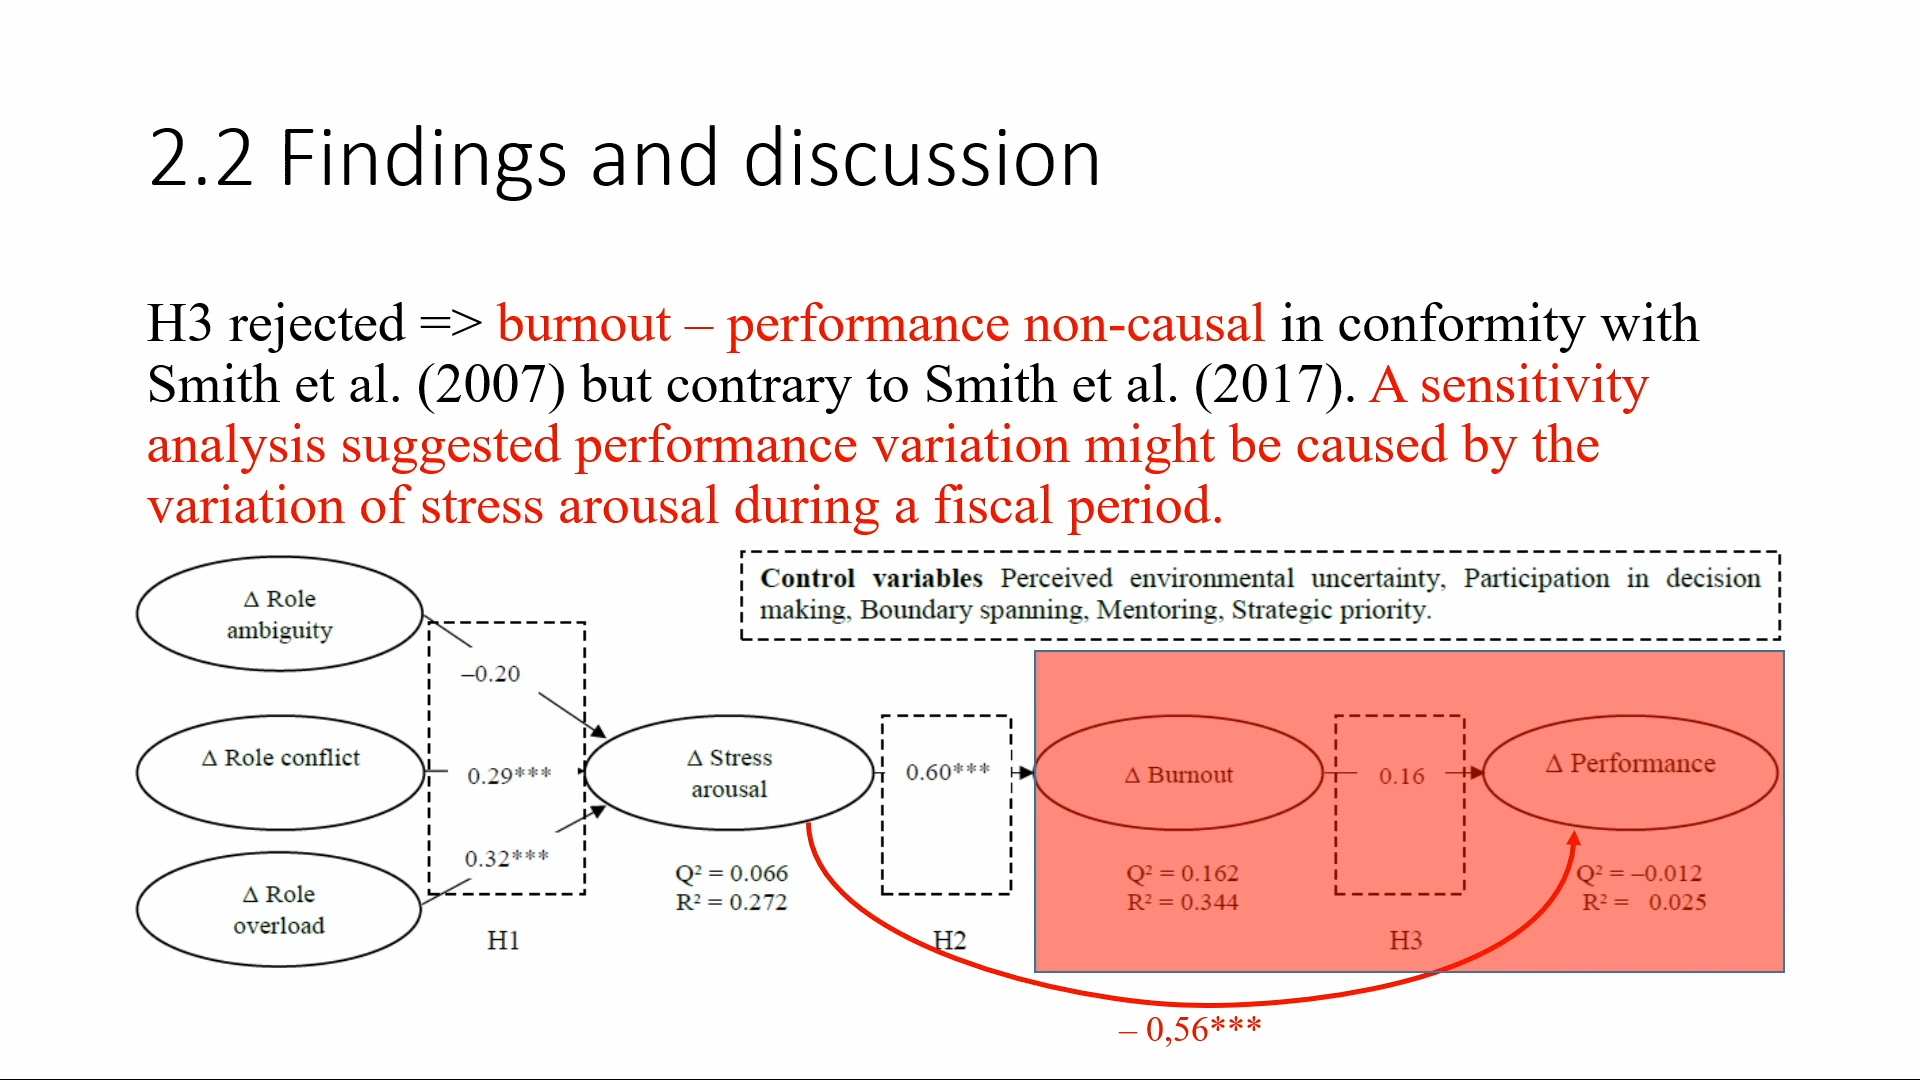 2.2 Findings and discussion
H3 rejected => burnout – performance non-causal in conformity with
Smith et al. (2007) but contrary to Smith et al. (2017). A sensitivity
analysis suggested performance variation might be caused by the
variation of stress arousal during a fiscal period.
Control variables Perceived environmental uncertainty, Participation in decision
making, Boundary spanning, Mentoring, Strategic priority.
Δ Role
ambiguity
–0.20
Δ Role conflict
0.29***
Δ Role
overload
0.32***
H1
Δ Stress
arousal
Q² = 0.066
R² = 0.272
0.60***
H2
Δ Burnout
Q² = 0.162
R² = 0.344
0.16
H3
Δ Performance
Q² = –0.012
R² = 0.025
– 0,56***